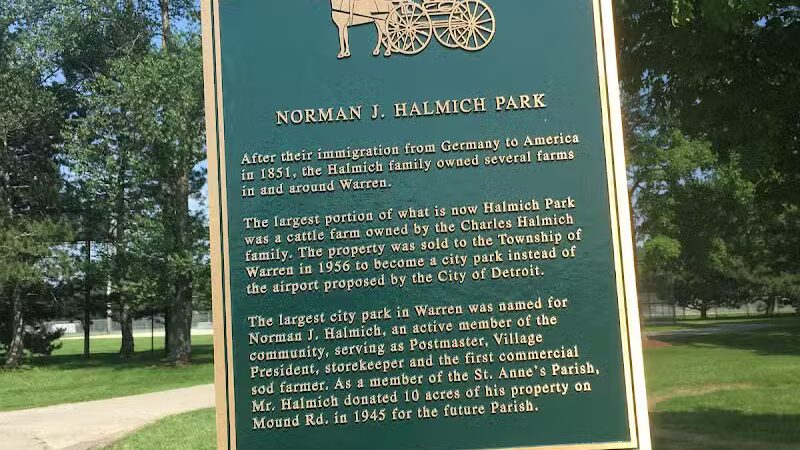 NORMAN J. HALMICH PARK
After their immigration from Germany to America
in 1851, the Halmich family owned several farms
in and around Warren.
The largest portion of what is now Halmich Park
was a cattle farm owned by the Charles Halmich
family. The property was sold to the Township of
Warren in 1956 to become a city park instead of
the airport proposed by the City of Detroit.
The largest city park in Warren was named for
Norman J. Halmich, an active member of the
community, serving as Postmaster, Village
President, storekeeper and the first commercial
sod farmer. As a member of the St. Anne's Parish,
Mr. Halmich donated 10 acres of his property on
Mound Rd. in 1945 for the future Parish.